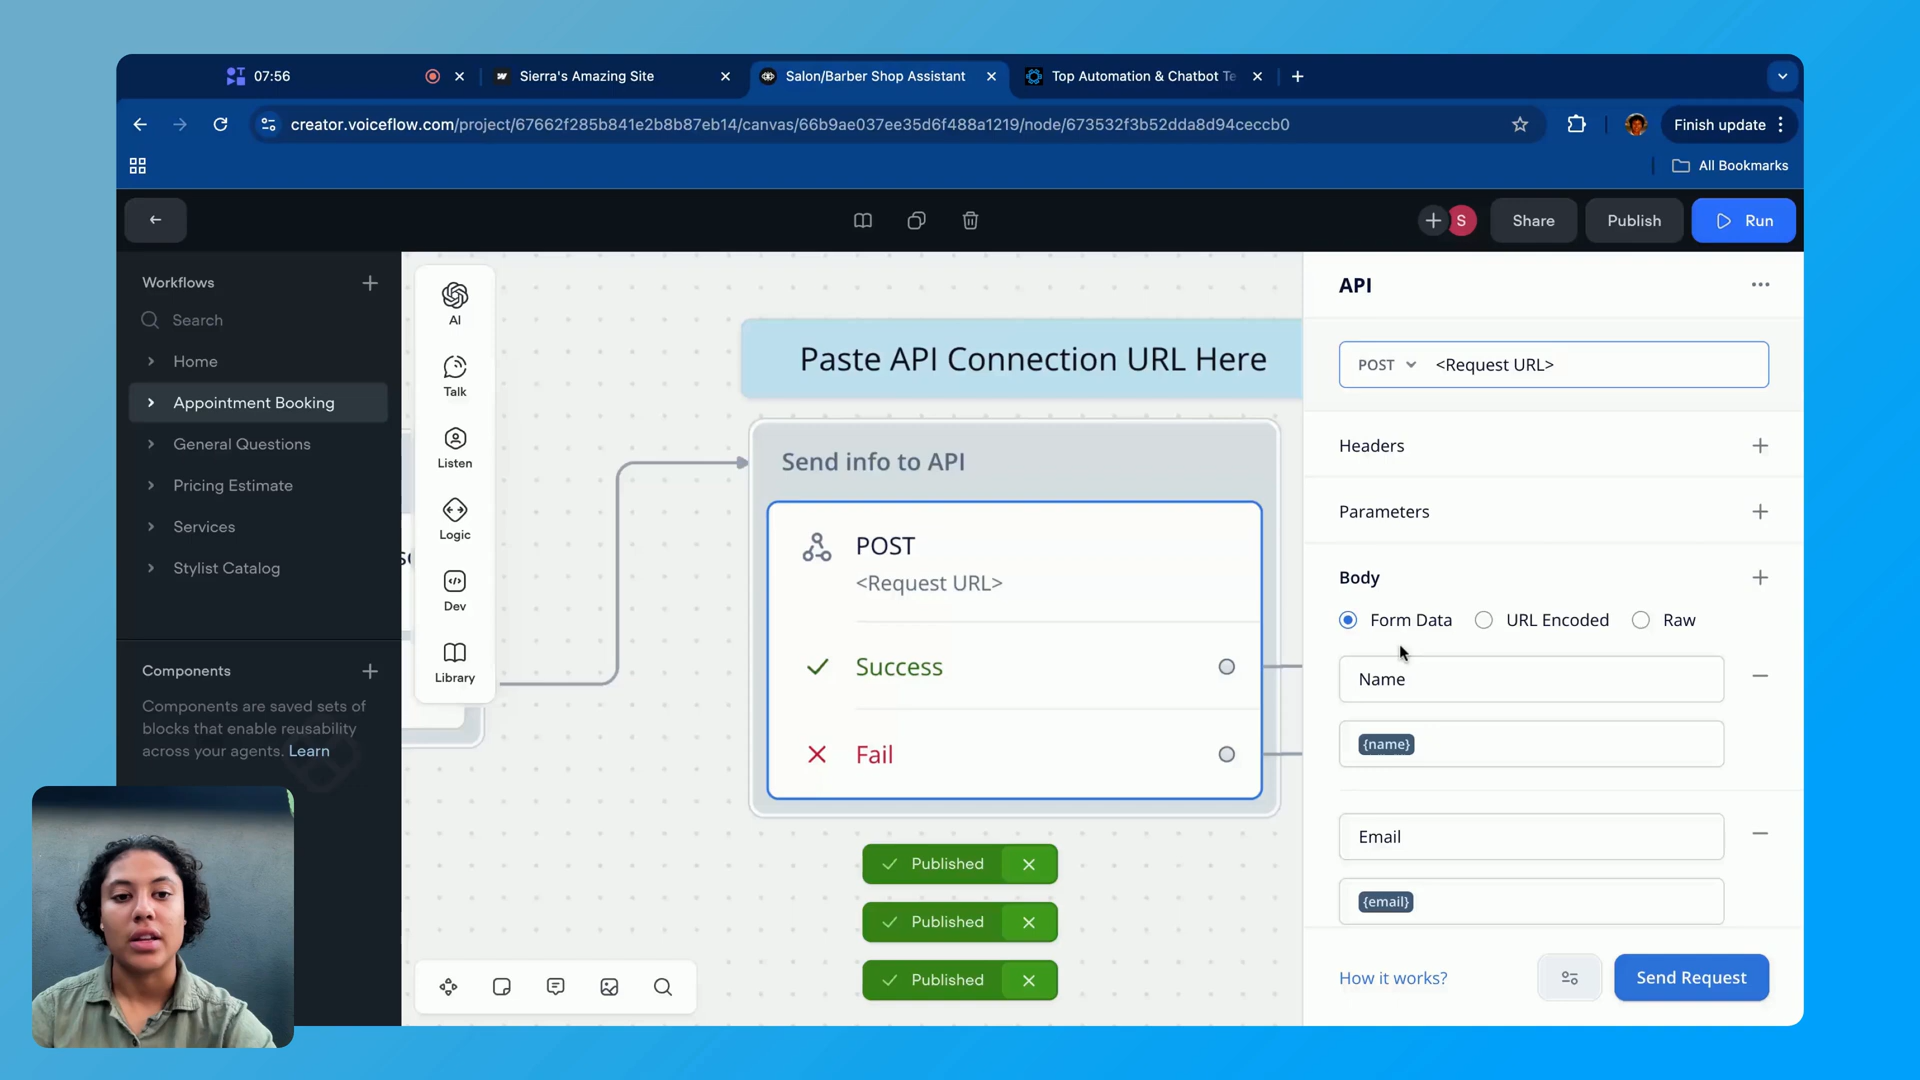 07:56
Sierra's Amazing Site
Salon/Barber Shop Assistant
Top Automation & Chatbot Te
creator.voiceflow.com/project/67662f285b841e2b8b87eb14/canvas/66b9ae037ee35d6f488a1219/node/673532f3b52dda8d94ceccb0
Finish update
All Bookmarks
S
Share
Publish
Run
Workflows
Search
Home
Appointment Booking
General Questions
Pricing Estimate
Services
Stylist Catalog
Components
Components are saved sets of
blocks that enable reusability
across your agents. Learn
AI
Talk
Listen
Logic
Dev
Library
Paste API Connection URL Here
Send info to API
POST
<Request URL>
Success
Fail
Published
Published
Published
API
POST
<Request URL>
Headers
Parameters
Body
Form Data
URL Encoded
Raw
Name
{name}
Email
{email}
How it works?
Send Request